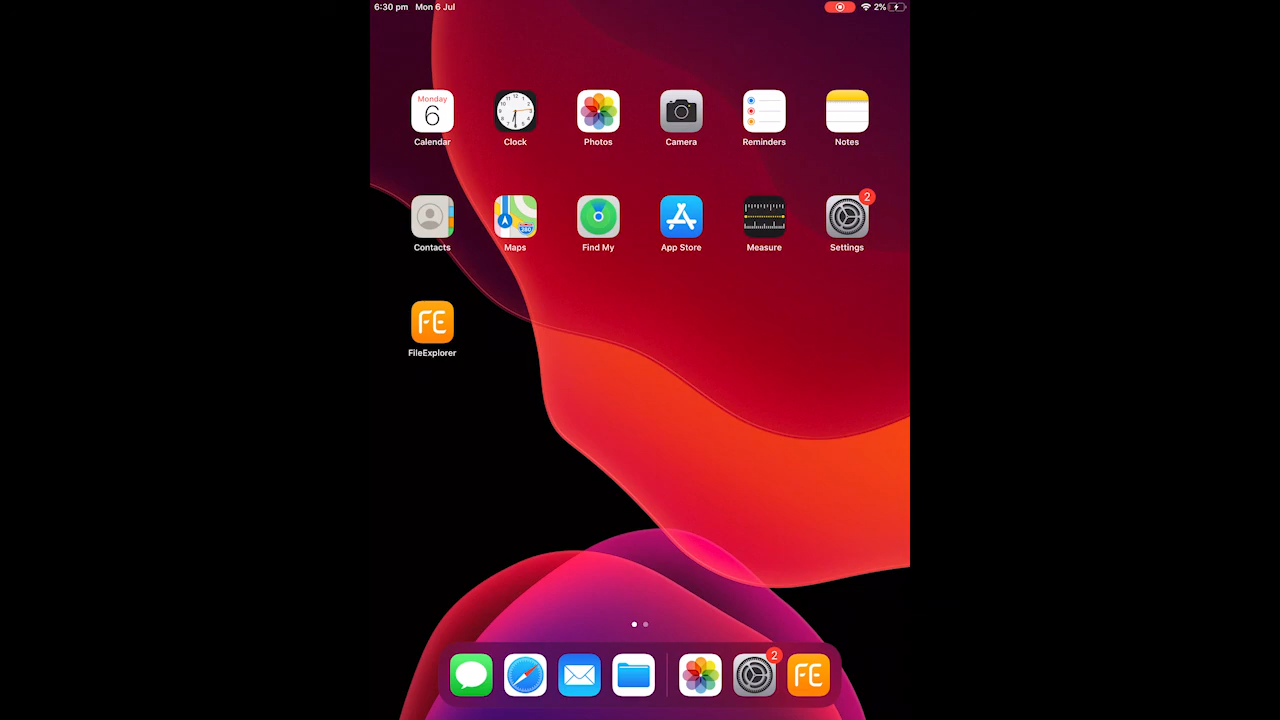 6:30 pm Mon 6 Jul 2%
Monday
6
Calendar Clock Photos Camera Reminders Notes
2
280
Contacts Maps Find My App Store Measure Settings
FE
FileExplorer
2
FE